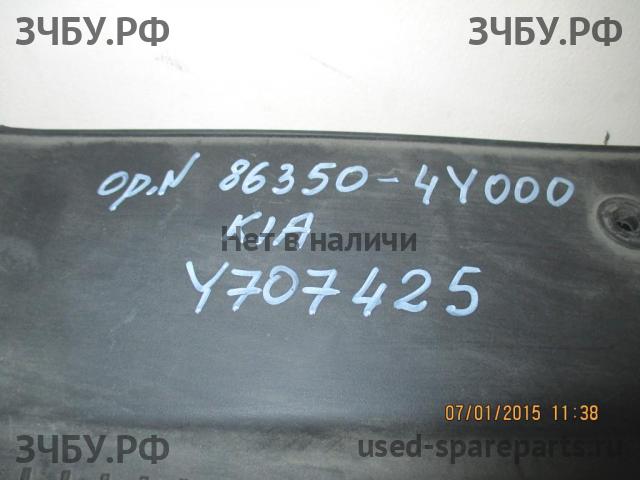 ЗЧБУ.РФ ЗЧБУ.РФ
ор.N 86350-4Y000
KIA
Нет в наличи
Y707425
07/01/2015 11:38
ЗЧБУ.РФ used-spareparts.ru